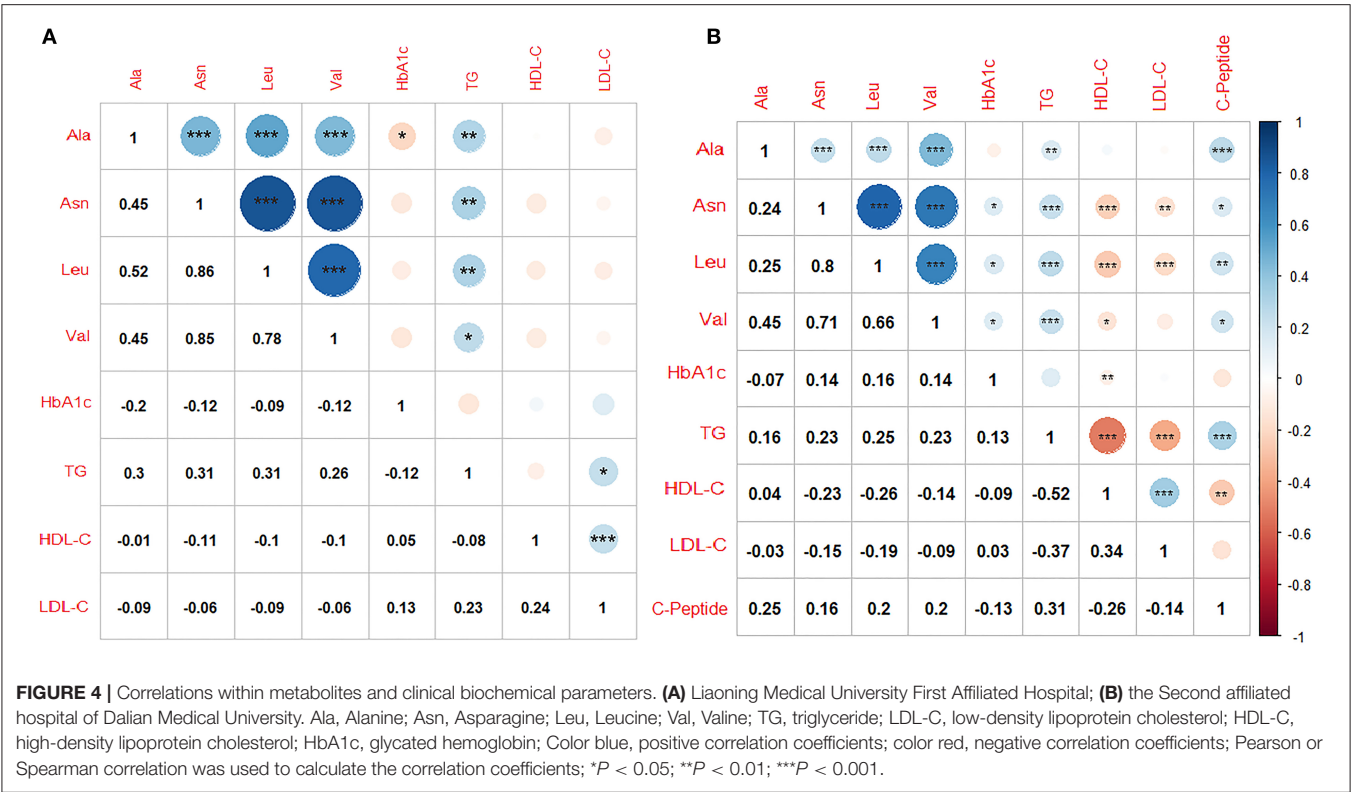 A
Ala Asn Leu Val HbA1c TG HDL-C LDL-C
Ala 1 *** *** *** * **
Asn 0.45 1 *** *** **
Leu 0.52 0.86 1 *** **
Val 0.45 0.85 0.78 1 *
HbA1c -0.2 -0.12 -0.09 -0.12 1
TG 0.3 0.31 0.31 0.26 -0.12 1 *
HDL-C -0.01 -0.11 -0.1 -0.1 0.05 -0.08 1 ***
LDL-C -0.09 -0.06 -0.09 -0.06 0.13 0.23 0.24 1
B
Ala Asn Leu Val HbA1c TG HDL-C LDL-C C-Peptide
Ala 1 *** *** *** ** ***
Asn 0.24 1 *** *** * *** *** ** *
Leu 0.25 0.8 1 *** * *** *** *** **
Val 0.45 0.71 0.66 1 * *** * *
HbA1c -0.07 0.14 0.16 0.14 1 **
TG 0.16 0.23 0.25 0.23 0.13 1 *** *** ***
HDL-C 0.04 -0.23 -0.26 -0.14 -0.09 -0.52 1 *** **
LDL-C -0.03 -0.15 -0.19 -0.09 0.03 -0.37 0.34 1
C-Peptide 0.25 0.16 0.2 0.2 -0.13 0.31 -0.26 -0.14 1
1
0.8
0.6
0.4
0.2
0
-0.2
-0.4
-0.6
-0.8
-1
FIGURE 4 | Correlations within metabolites and clinical biochemical parameters. (A) Liaoning Medical University First Affiliated Hospital; (B) the Second affiliated
hospital of Dalian Medical University. Ala, Alanine; Asn, Asparagine; Leu, Leucine; Val, Valine; TG, triglyceride; LDL-C, low-density lipoprotein cholesterol; HDL-C,
high-density lipoprotein cholesterol; HbA1c, glycated hemoglobin; Color blue, positive correlation coefficients; color red, negative correlation coefficients; Pearson or
Spearman correlation was used to calculate the correlation coefficients; *P < 0.05; **P < 0.01; ***P < 0.001.